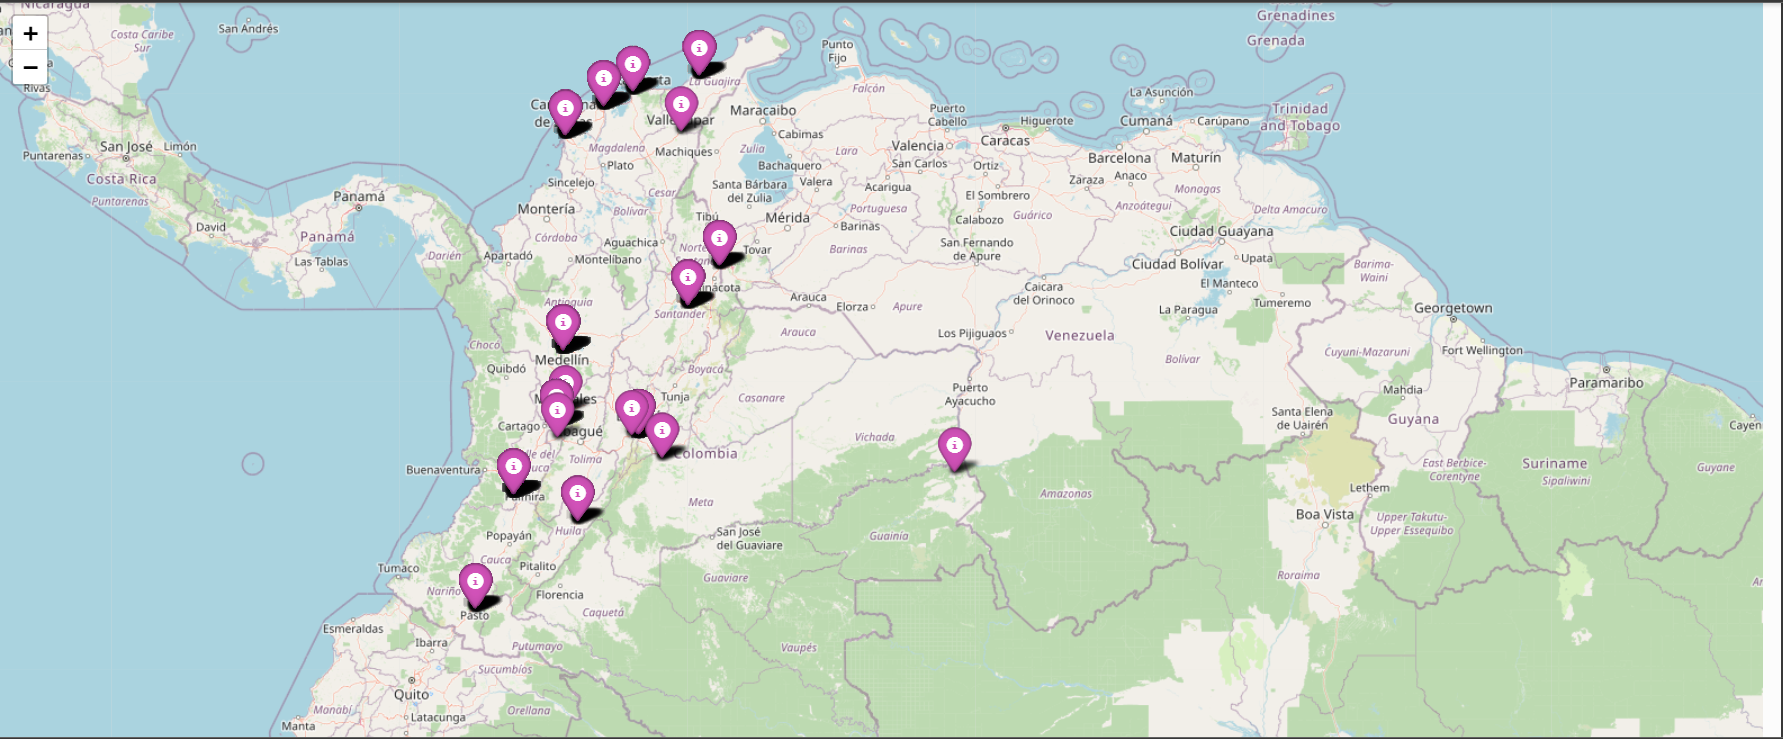 Nicaragua
San Andrés
Grenadines
Grenada
Costa Caribe
Sur
Punto
Fijo
+
−
Rivas
La Guajira
Falcón
La Asunción
Trinidad
and Tobago
Maracaibo
Puerto
Cabello
Higuerote
Cumaná
Carúpano
Cabimas
Caracas
San José
Limón
Magdalena
Zulia
Lara
Valencia
Puntarenas
Plato
Machiques
Bachaquero
San Carlos
Ortiz
Barcelona
Maturín
Costa Rica
Sincelejo
Cesar
Santa Bárbara
del Zulia
Valera
Acarigua
El Sombrero
Zaraza
Anaco
Monagas
Puntarenas
Panamá
Montería
Bolívar
Tibú
Mérida
Portuguesa
Calabozo
Guárico
Anzoátegui
Delta Amacuro
David
Panamá
Córdoba
Aguachica
Barinas
Ciudad Guayana
Las Tablas
Darién
Apartadó
Montelíbano
Tovar
Barinas
San Fernando
de Apure
Ciudad Bolívar
Upata
Barima-
Waini
El Manteco
Antioquia
Arauca
Elorza
Apure
Caicara
del Orinoco
La Paragua
Tumeremo
Georgetown
Santander
Arauca
Los Pijiguaos
Venezuela
Chocó
Medellín
Bolívar
Cuyuni-Mazaruni
Fort Wellington
Quibdó
Boyacá
Paramaribo
Tunja
Casanare
Puerto
Ayacucho
Mahdia
Guyana
Santa Elena
de Uairén
Cartago
Vichada
Colombia
Tolima
Buenaventura
East Berbice-
Corentyne
Suriname
Sipaliwini
Guyane
Meta
Amazonas
Lethem
Boa Vista
Upper Takutu-
Upper Essequibo
Huila
Popayán
San José
del Guaviare
Guainía
Cauca
Tumaco
Pitalito
Nariño
Florencia
Guaviare
Roraima
Pasto
Caquetá
Esmeraldas
Ibarra
Putumayo
Vaupés
Sucumbíos
Quito
Manabí
Orellana
Latacunga
Manta